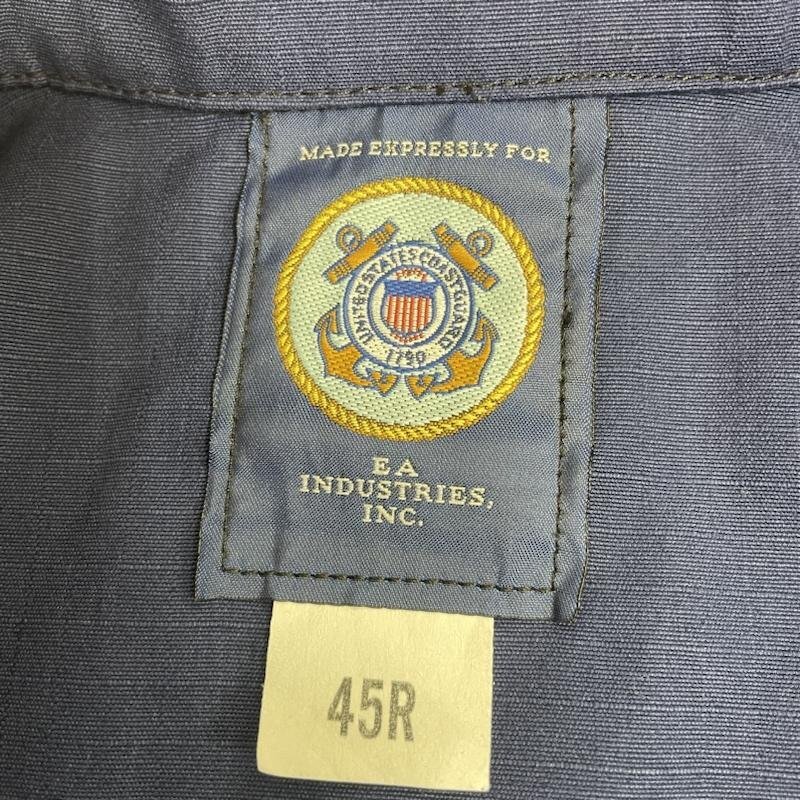 MADE EXPRESSLY FOR
UNITED STATES COAST GUARD
1790
EA
INDUSTRIES,
INC.
45R